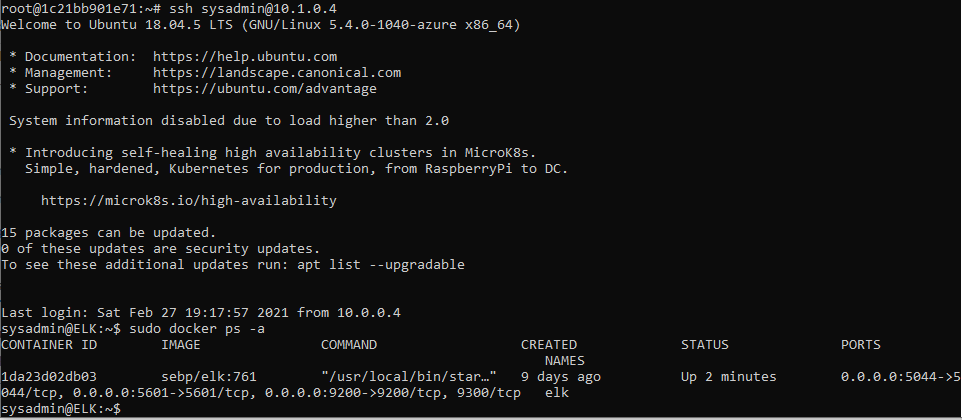 root@1c21bb901e71:~# ssh sysadmin@10.1.0.4
Welcome to Ubuntu 18.04.5 LTS (GNU/Linux 5.4.0-1040-azure x86_64)
 * Documentation:  https://help.ubuntu.com
 * Management:     https://landscape.canonical.com
 * Support:        https://ubuntu.com/advantage
 System information disabled due to load higher than 2.0
 * Introducing self-healing high availability clusters in MicroK8s.
   Simple, hardened, Kubernetes for production, from RaspberryPi to DC.
     https://microk8s.io/high-availability
15 packages can be updated.
0 of these updates are security updates.
To see these additional updates run: apt list --upgradable
Last login: Sat Feb 27 19:17:57 2021 from 10.0.0.4
sysadmin@ELK:~$ sudo docker ps -a
CONTAINER ID        IMAGE               COMMAND                  CREATED             STATUS              PORTS
                                                                    NAMES
1da23d02db03        sebp/elk:761        "/usr/local/bin/star…"   9 days ago          Up 2 minutes        0.0.0.0:5044->5
044/tcp, 0.0.0.0:5601->5601/tcp, 0.0.0.0:9200->9200/tcp, 9300/tcp   elk
sysadmin@ELK:~$